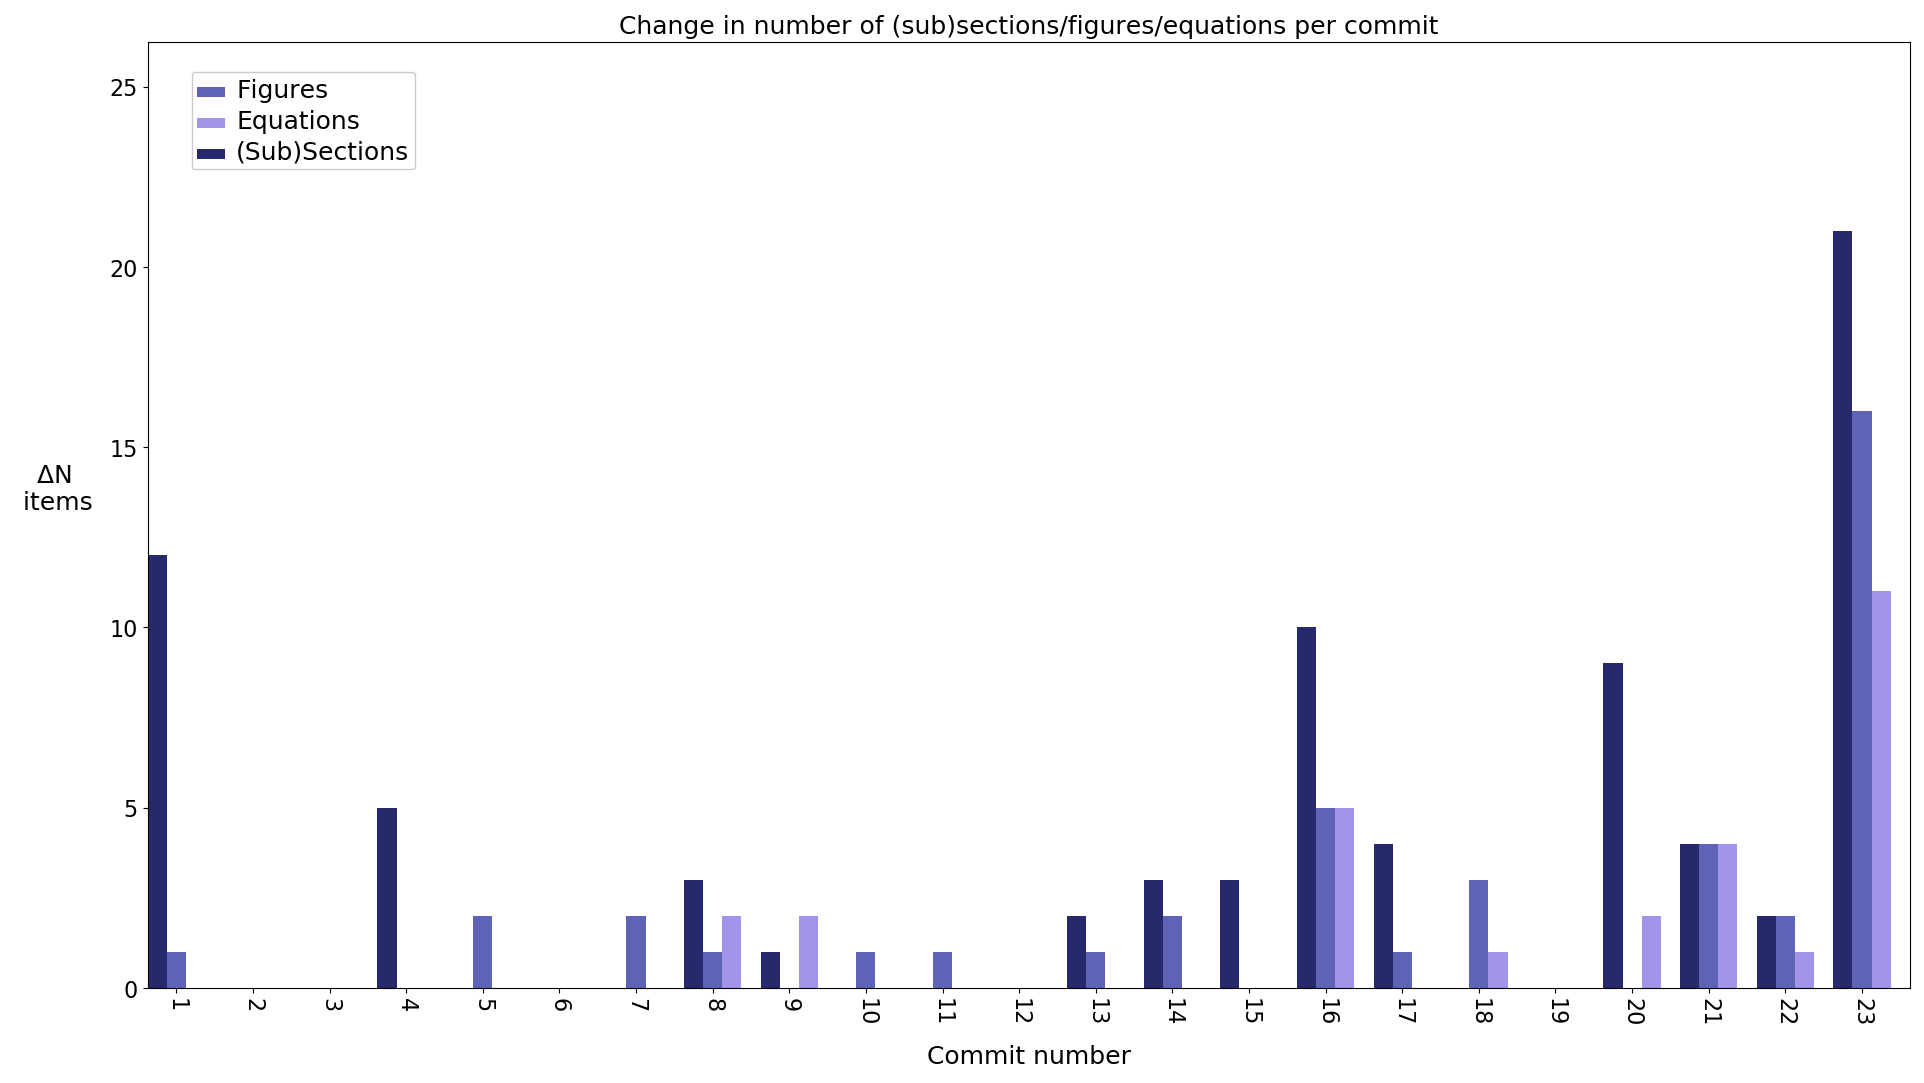 Change in number of (sub)sections/figures/equations per commit
25
20
15
10
5
0
Figures
Equations
(Sub)Sections
ΔN
items
1 2 3 4 5 6 7 8 9 10 11 12 13 14 15 16 17 18 19 20 21 22 23
Commit number